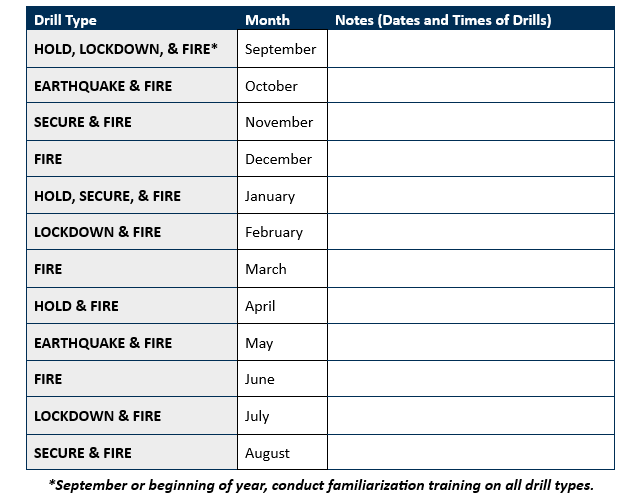 Drill Type Month Notes (Dates and Times of Drills)
HOLD, LOCKDOWN, & FIRE* September
EARTHQUAKE & FIRE October
SECURE & FIRE November
FIRE December
HOLD, SECURE, & FIRE January
LOCKDOWN & FIRE February
FIRE March
HOLD & FIRE April
EARTHQUAKE & FIRE May
FIRE June
LOCKDOWN & FIRE July
SECURE & FIRE August
*September or beginning of year, conduct familiarization training on all drill types.